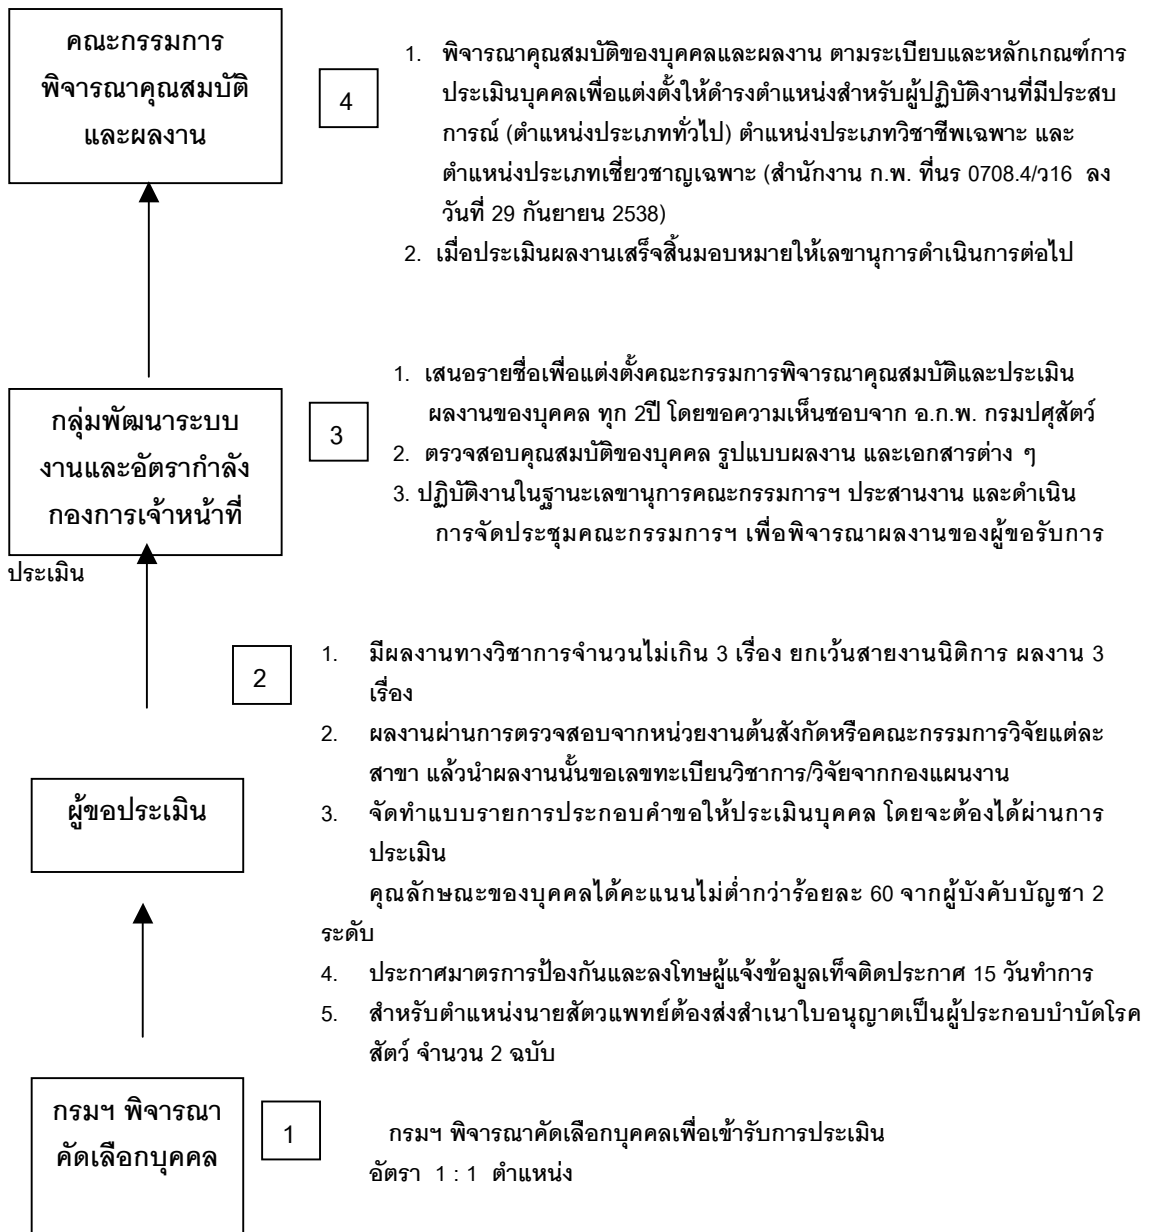 คณะกรรมการ
พิจารณาคุณสมบัติ
และผลงาน
4
1. พิจารณาคุณสมบัติของบุคคลและผลงาน ตามระเบียบและหลักเกณฑ์การ
ประเมินบุคคลเพื่อแต่งตั้งให้ดำรงตำแหน่งสำหรับผู้ปฏิบัติงานที่มีประสบ
การณ์ (ตำแหน่งประเภททั่วไป) ตำแหน่งประเภทวิชาชีพเฉพาะ และ
ตำแหน่งประเภทเชี่ยวชาญเฉพาะ (สำนักงาน ก.พ. ที่นร 0708.4/ว16 ลง
วันที่ 29 กันยายน 2538)
2. เมื่อประเมินผลงานเสร็จสิ้นมอบหมายให้เลขานุการดำเนินการต่อไป
กลุ่มพัฒนาระบบ
งานและอัตรากำลัง
กองการเจ้าหน้าที่
3
1. เสนอรายชื่อเพื่อแต่งตั้งคณะกรรมการพิจารณาคุณสมบัติและประเมิน
ผลงานของบุคคล ทุก 2ปี โดยขอความเห็นชอบจาก อ.ก.พ. กรมปศุสัตว์
2. ตรวจสอบคุณสมบัติของบุคคล รูปแบบผลงาน และเอกสารต่าง ๆ
3. ปฏิบัติงานในฐานะเลขานุการคณะกรรมการฯ ประสานงาน และดำเนิน
การจัดประชุมคณะกรรมการฯ เพื่อพิจารณาผลงานของผู้ขอรับการ
ประเมิน
2
1. มีผลงานทางวิชาการจำนวนไม่เกิน 3 เรื่อง ยกเว้นสายงานนิติการ ผลงาน 3
เรื่อง
2. ผลงานผ่านการตรวจสอบจากหน่วยงานต้นสังกัดหรือคณะกรรมการวิจัยแต่ละ
สาขา แล้วนำผลงานนั้นขอเลขทะเบียนวิชาการ/วิจัยจากกองแผนงาน
ผู้ขอประเมิน
3. จัดทำแบบรายการประกอบคำขอให้ประเมินบุคคล โดยจะต้องได้ผ่านการ
ประเมิน
คุณลักษณะของบุคคลได้คะแนนไม่ต่ำกว่าร้อยละ 60 จากผู้บังคับบัญชา 2
ระดับ
4. ประกาศมาตรการป้องกันและลงโทษผู้แจ้งข้อมูลเท็จติดประกาศ 15 วันทำการ
5. สำหรับตำแหน่งนายสัตวแพทย์ต้องส่งสำเนาใบอนุญาตเป็นผู้ประกอบบำบัดโรค
สัตว์ จำนวน 2 ฉบับ
กรมฯ พิจารณา
คัดเลือกบุคคล
1
กรมฯ พิจารณาคัดเลือกบุคคลเพื่อเข้ารับการประเมิน
อัตรา 1 : 1 ตำแหน่ง